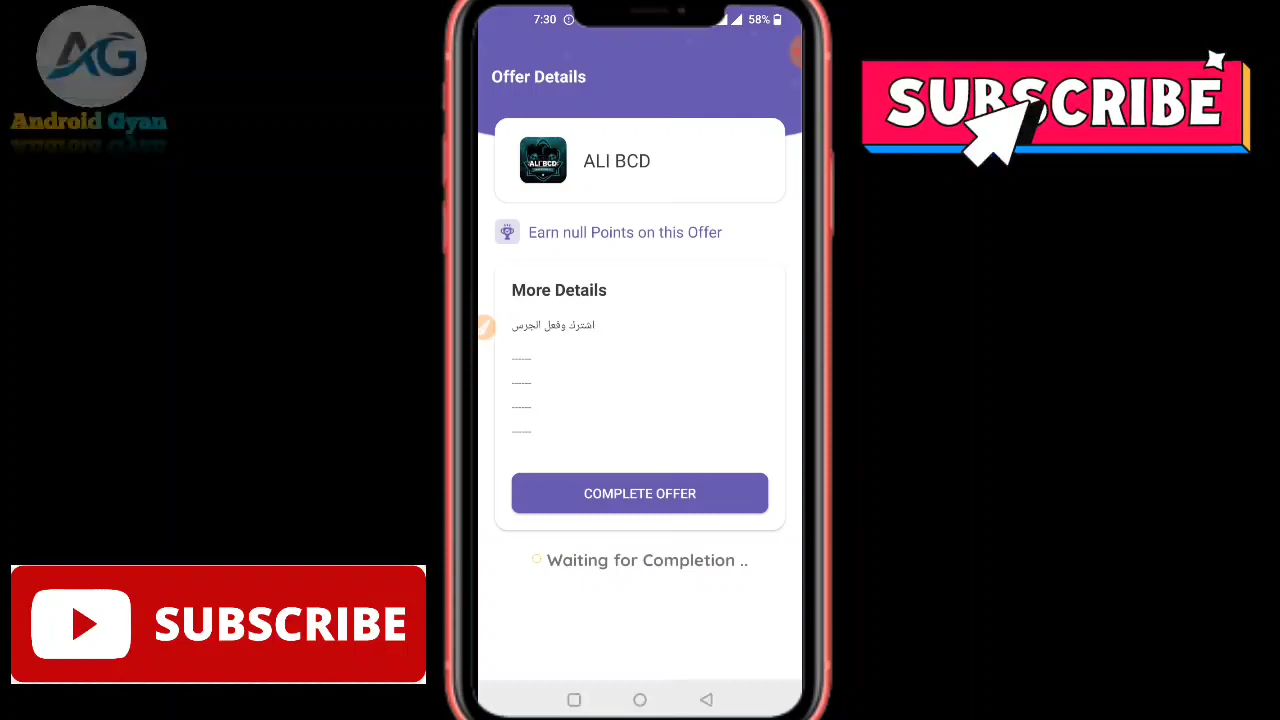 AG
Android Gyan
7:30
58%
Offer Details
ALI BCD
ALI BCD
Earn null Points on this Offer
More Details
اشترك وفعل الجرس
------
------
------
------
COMPLETE OFFER
Waiting for Completion ..
SUBSCRIBE
SUBSCRIBE